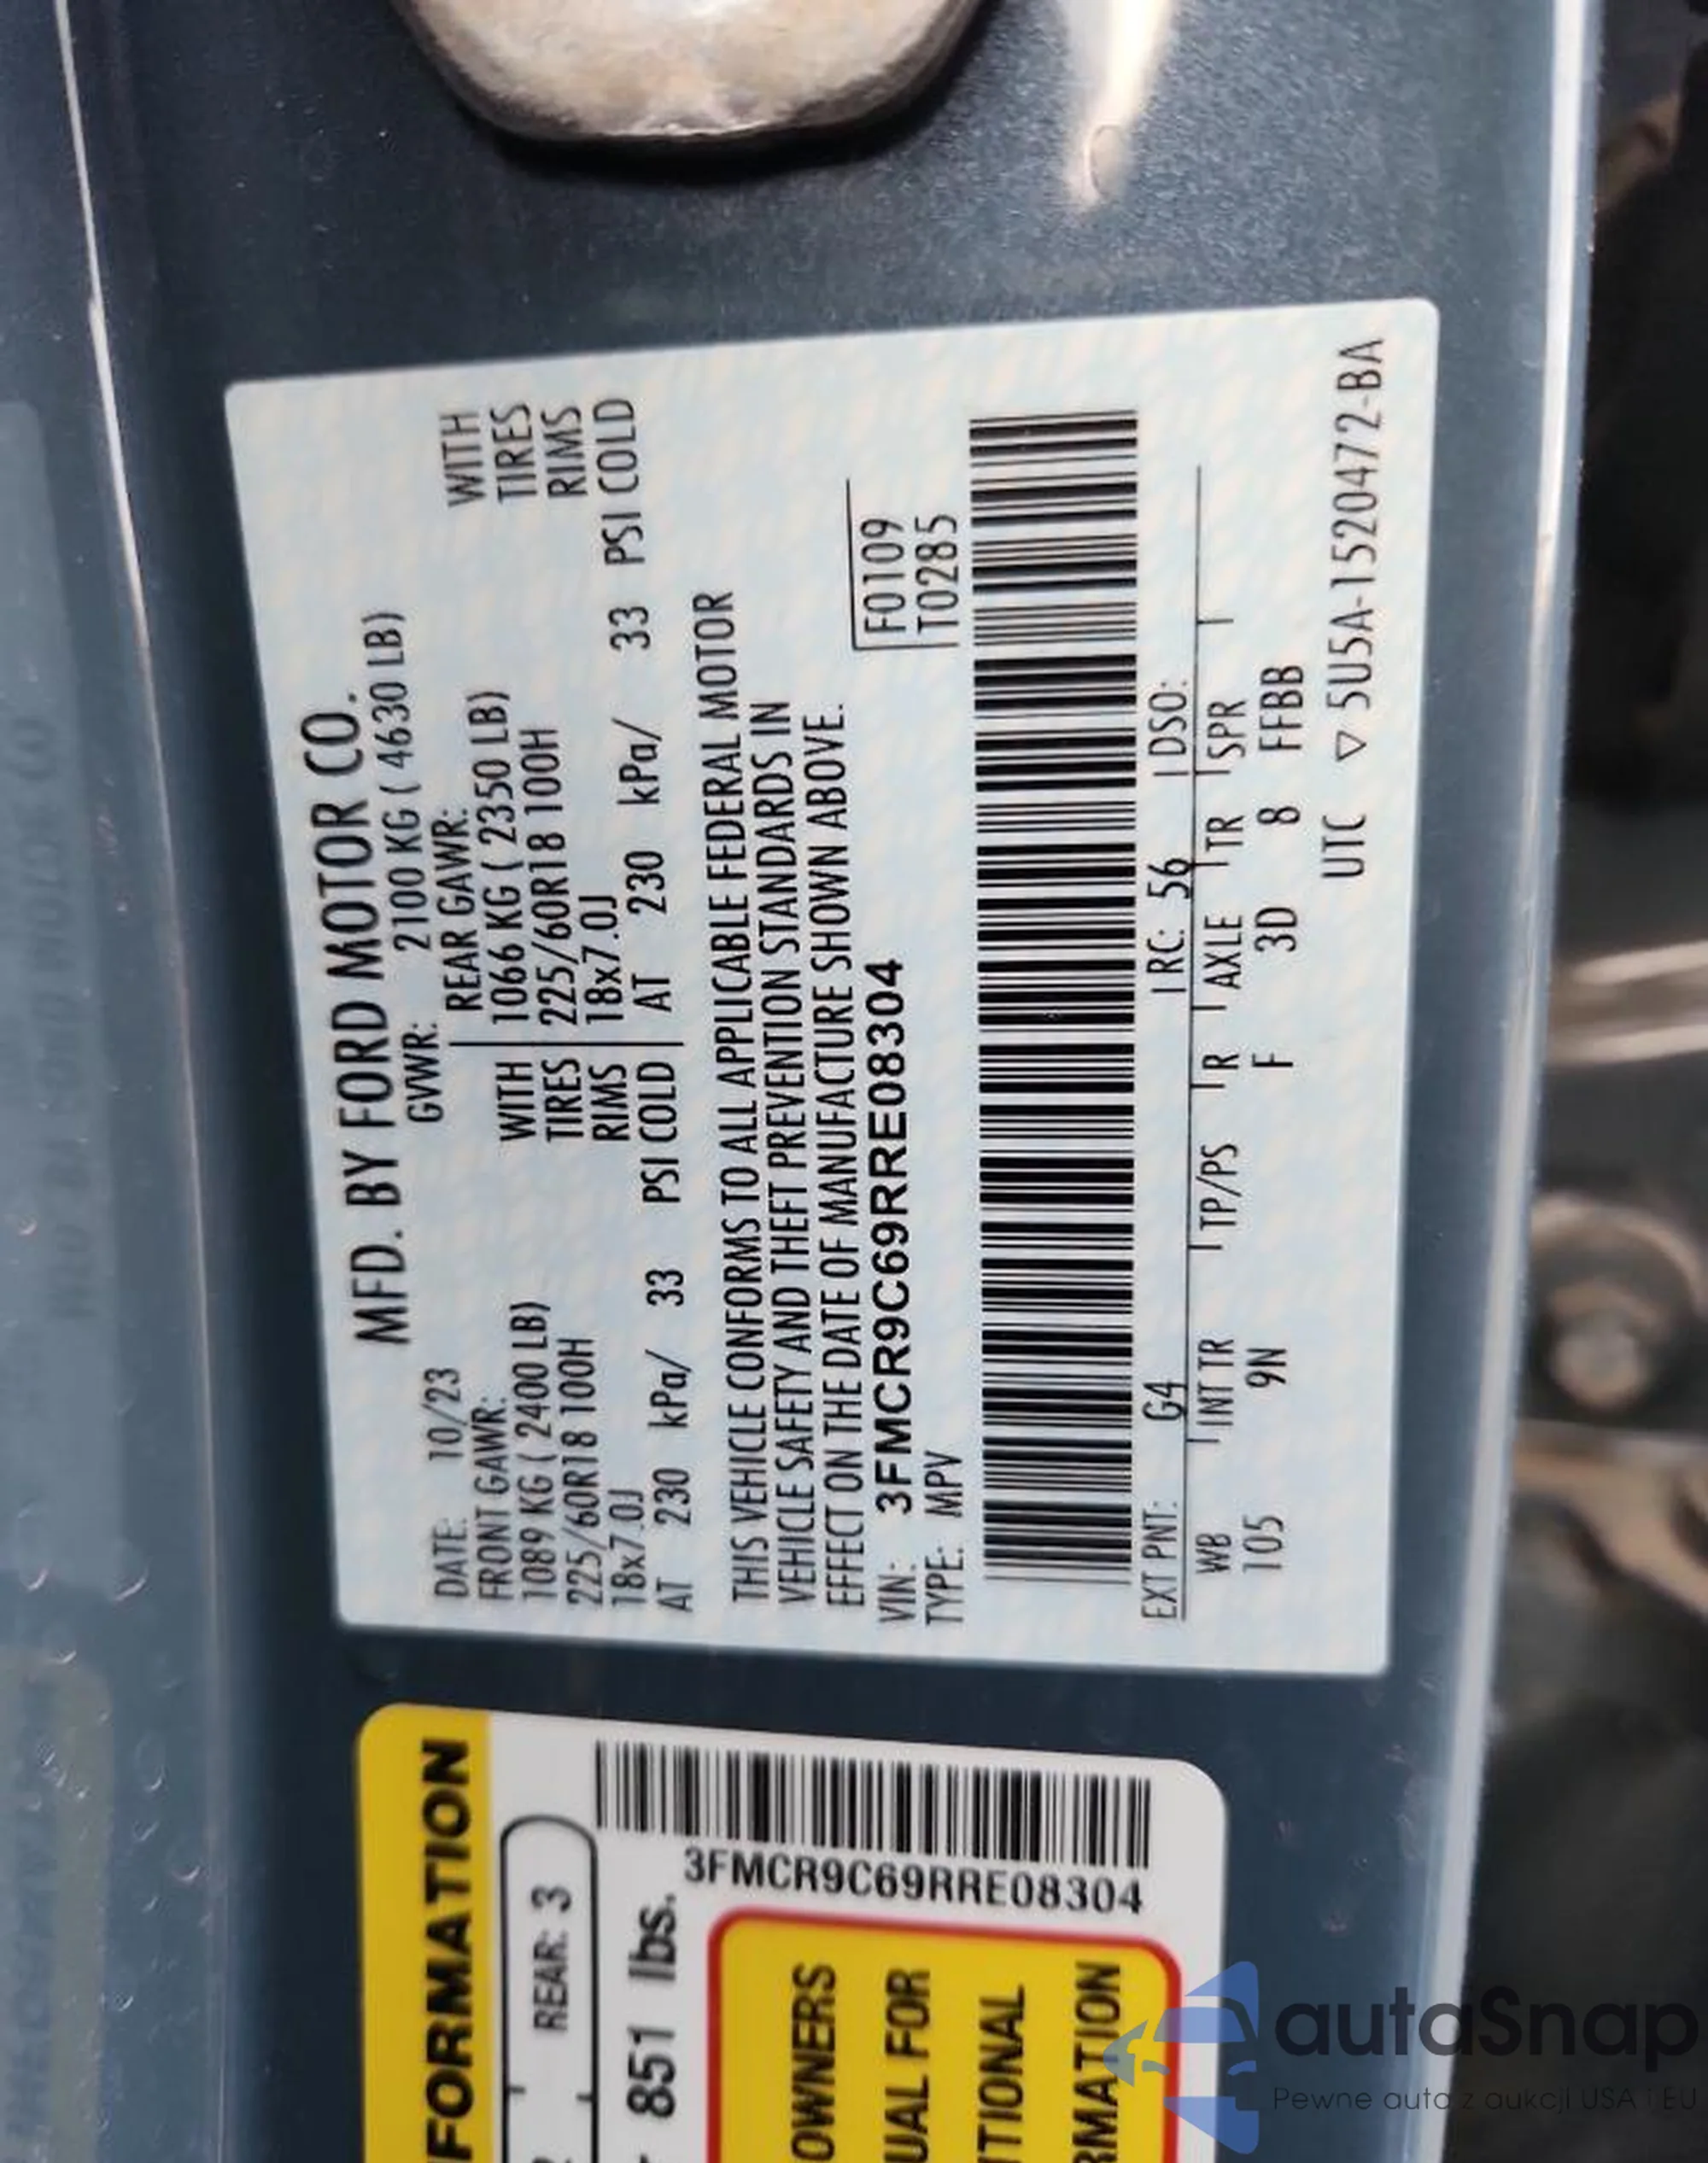 MFD. BY FORD MOTOR CO.
DATE: 10/23 GVWR: 2100 KG ( 4630 LB)
FRONT GAWR: REAR GAWR:
1089 KG ( 2400 LB) WITH 1066 KG ( 2350 LB) WITH
225/60R18 100H TIRES 225/60R18 100H TIRES
18x7.0J RIMS 18x7.0J RIMS
AT 230 kPa/ 33 PSI COLD AT 230 kPa/ 33 PSI COLD
THIS VEHICLE CONFORMS TO ALL APPLICABLE FEDERAL MOTOR
VEHICLE SAFETY AND THEFT PREVENTION STANDARDS IN
EFFECT ON THE DATE OF MANUFACTURE SHOWN ABOVE.
VIN: 3FMCR9C69RRE08304 F0109
TYPE: MPV T0285
EXT PNT: G4 RC: 56 DSO:
WB INT TR TP/PS R AXLE TR SPR
105 9N F 3D 8 FFBB
UTC ▽ 5U5A-1520472-BA
FORMATION
REAR: 3
851 lbs.
3FMCR9C69RRE08304
OWNERS
UAL FOR
ITIONAL
RMATION
autaSnap
Pewne auta z aukcji USA i EU